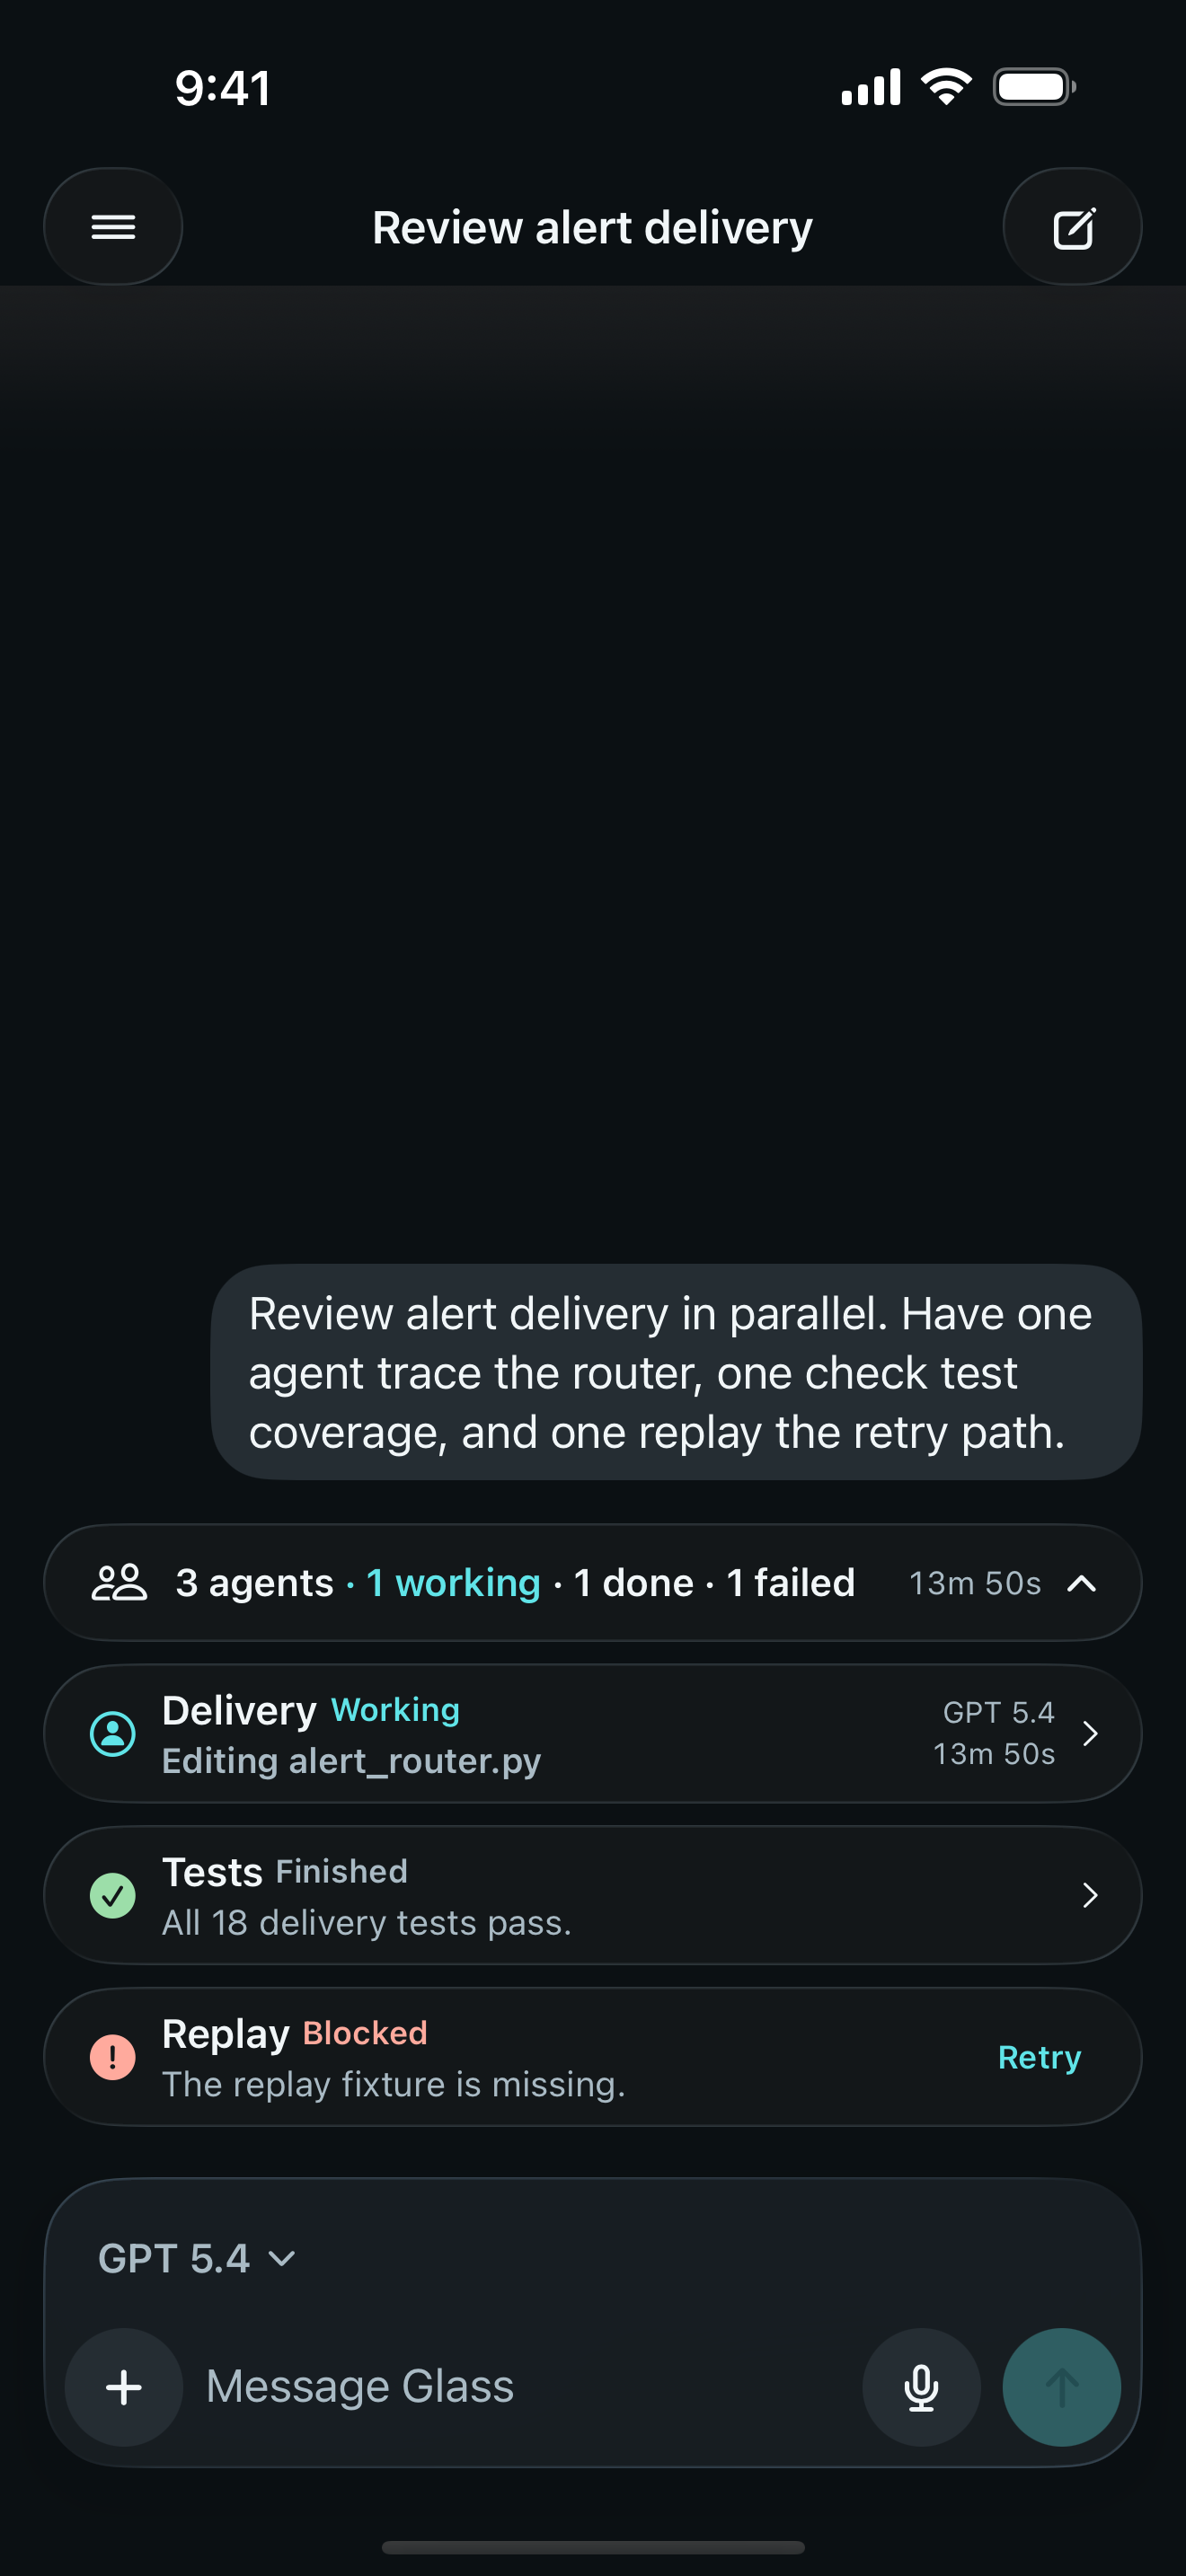 9:41
Review alert delivery
Review alert delivery in parallel. Have one
agent trace the router, one check test
coverage, and one replay the retry path.
3 agents · 1 working · 1 done · 1 failed 13m 50s
Delivery Working
GPT 5.4
Editing alert_router.py
13m 50s
Tests Finished
All 18 delivery tests pass.
Replay Blocked
The replay fixture is missing.
Retry
GPT 5.4
Message Glass